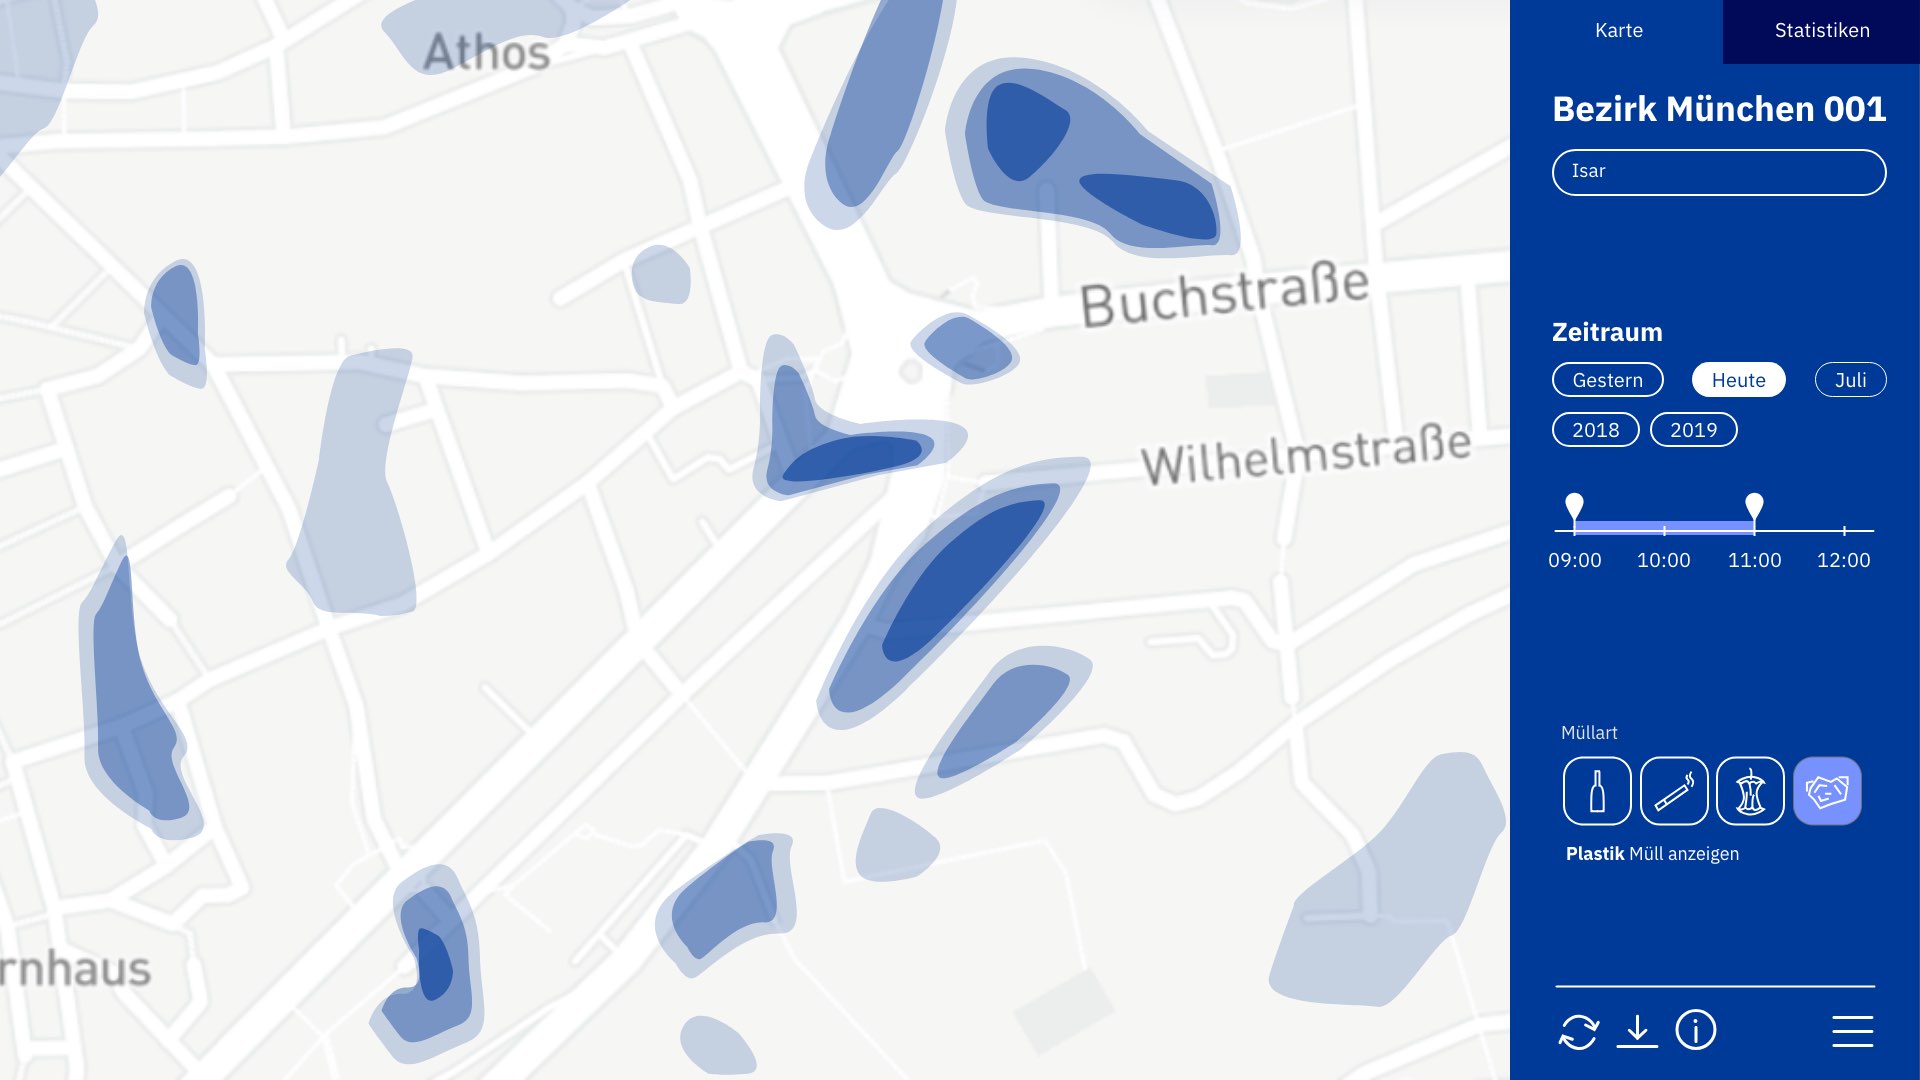 Athos
Buchstraße
Wilhelmstraße
rnhaus
Karte
Statistiken
Bezirk München 001
Isar
Zeitraum
Gestern Heute Juli
2018 2019
09:00 10:00 11:00 12:00
Müllart
Plastik Müll anzeigen